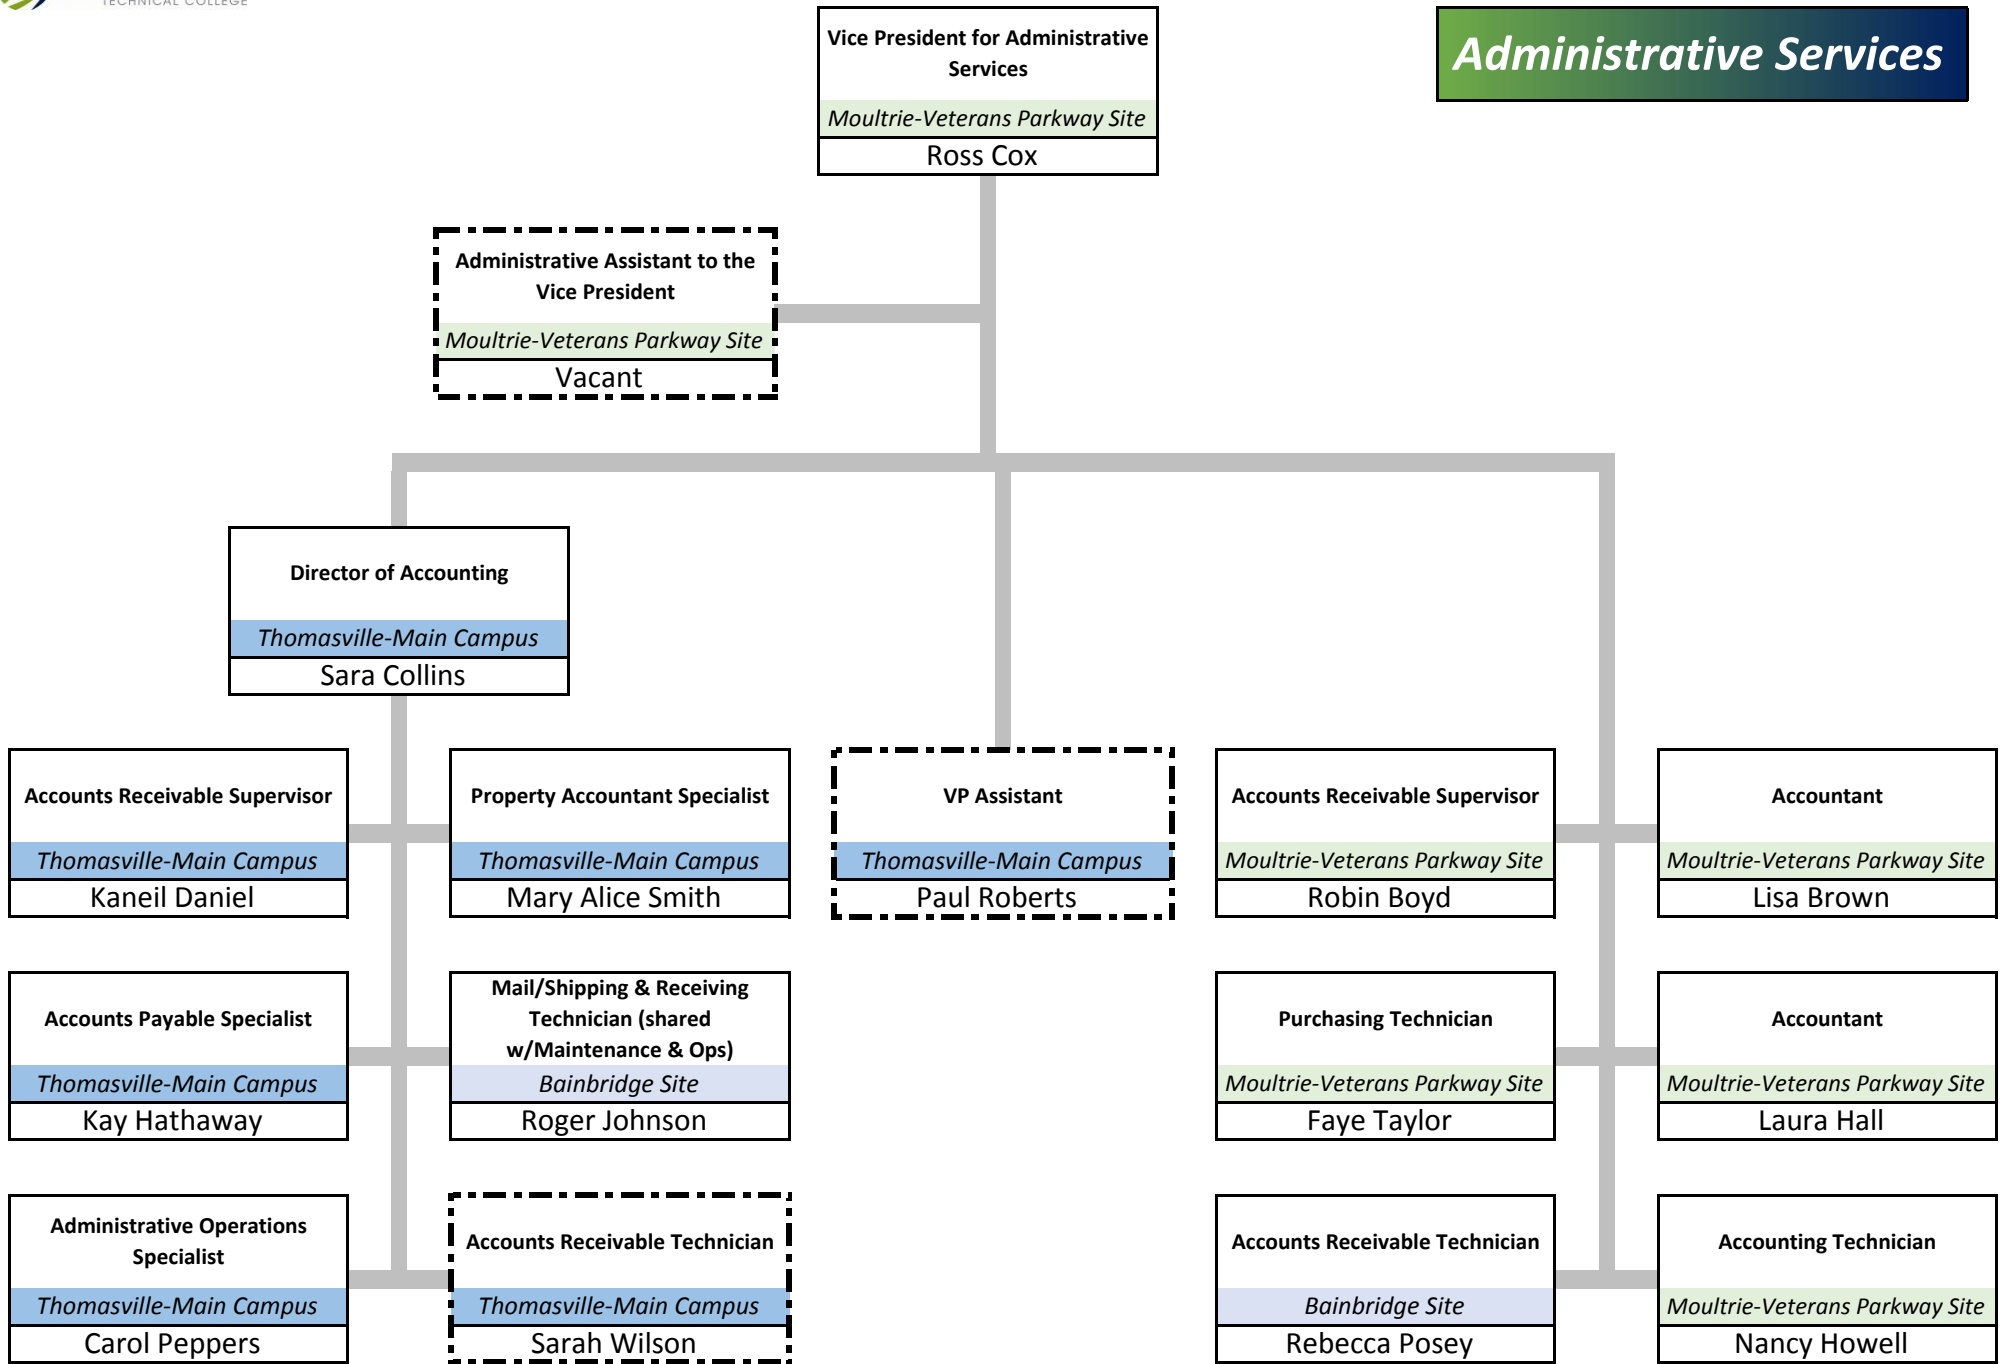 TECHNICAL COLLEGE
Vice President for Administrative
Services
Moultrie-Veterans Parkway Site
Ross Cox
Administrative Services
Administrative Assistant to the
Vice President
Moultrie-Veterans Parkway Site
Vacant
Director of Accounting
Thomasville-Main Campus
Sara Collins
Accounts Receivable Supervisor
Thomasville-Main Campus
Kaneil Daniel
Property Accountant Specialist
Thomasville-Main Campus
Mary Alice Smith
VP Assistant
Thomasville-Main Campus
Paul Roberts
Accounts Receivable Supervisor
Moultrie-Veterans Parkway Site
Robin Boyd
Accountant
Moultrie-Veterans Parkway Site
Lisa Brown
Accounts Payable Specialist
Thomasville-Main Campus
Kay Hathaway
Mail/Shipping & Receiving
Technician (shared
w/Maintenance & Ops)
Bainbridge Site
Roger Johnson
Purchasing Technician
Moultrie-Veterans Parkway Site
Faye Taylor
Accountant
Moultrie-Veterans Parkway Site
Laura Hall
Administrative Operations
Specialist
Thomasville-Main Campus
Carol Peppers
Accounts Receivable Technician
Thomasville-Main Campus
Sarah Wilson
Accounts Receivable Technician
Bainbridge Site
Rebecca Posey
Accounting Technician
Moultrie-Veterans Parkway Site
Nancy Howell